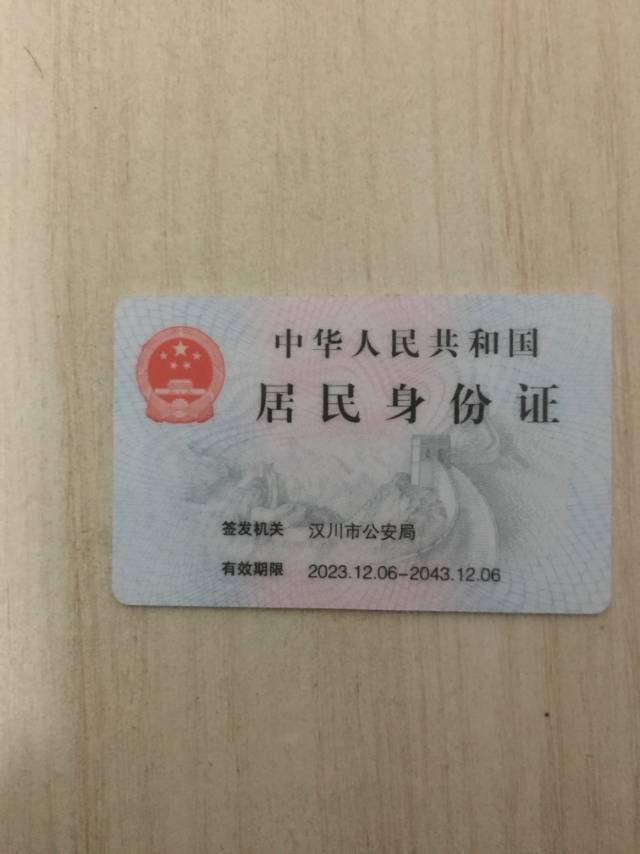 中华人民共和国
居民身份证
签发机关 汉川市公安局
有效期限 2023.12.06-2043.12.06